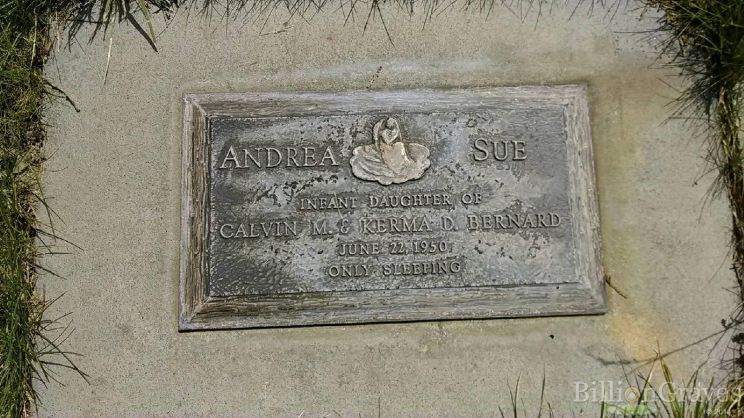 ANDREA SUE
INFANT DAUGHTER OF
CALVIN M. & KERMA D. BERNARD
JUNE 22, 1950
ONLY SLEEPING
BillionGraves